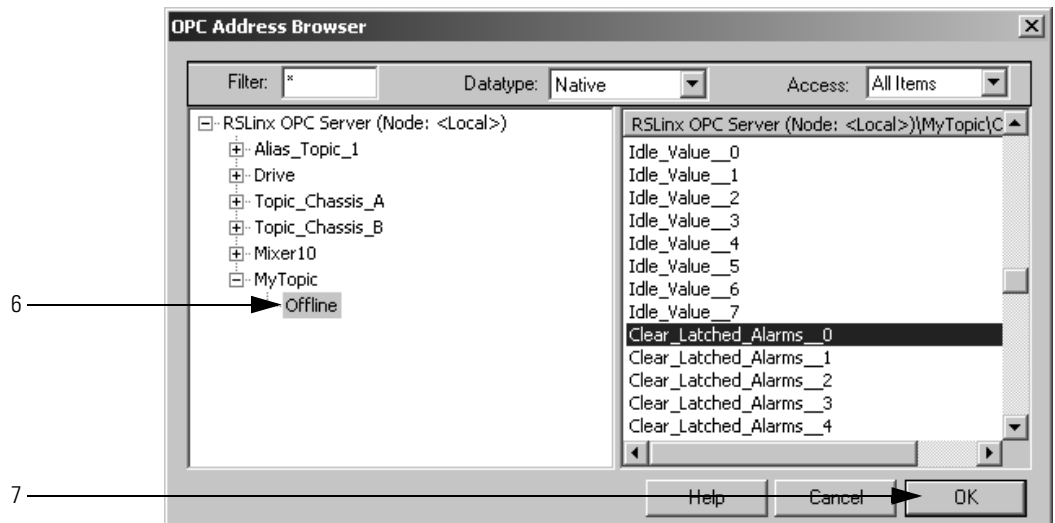 OPC Address Browser
Filter: * Datatype: Native Access: All Items
RSLinx OPC Server (Node: <Local>)
Alias_Topic_1
Drive
Topic_Chassis_A
Topic_Chassis_B
Mixer10
MyTopic
6 Offline
RSLinx OPC Server (Node: <Local>)\MyTopic\C
Idle_Value__0
Idle_Value__1
Idle_Value__2
Idle_Value__3
Idle_Value__4
Idle_Value__5
Idle_Value__6
Idle_Value__7
Clear_Latched_Alarms__0
Clear_Latched_Alarms__1
Clear_Latched_Alarms__2
Clear_Latched_Alarms__3
Clear_Latched_Alarms__4
7 Help Cancel OK